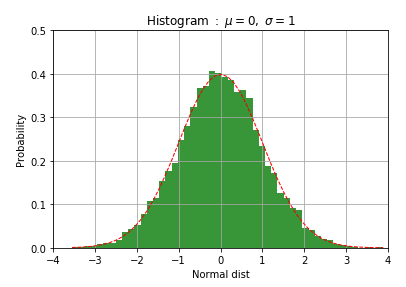 Histogram : μ = 0, σ = 1
Probability
0.5
0.4
0.3
0.2
0.1
0.0
−4 −3 −2 −1 0 1 2 3 4
Normal dist